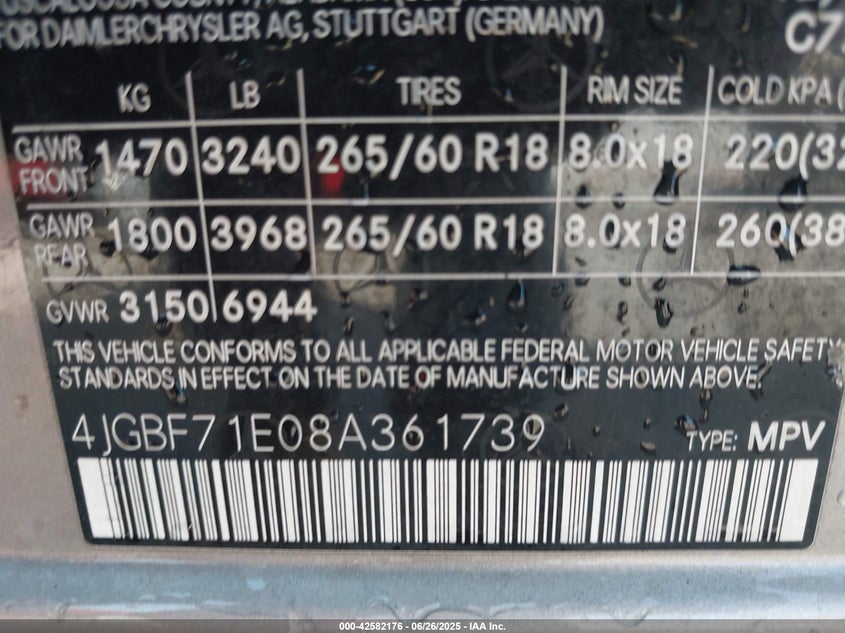 FOR DAIMLERCHRYSLER AG, STUTTGART (GERMANY)
KG LB TIRES RIM SIZE COLD KPA (
GAWR FRONT 1470 3240 265/60 R18 8.0x18 220(32
GAWR REAR 1800 3968 265/60 R18 8.0x18 260(38
GVWR 3150 6944
THIS VEHICLE CONFORMS TO ALL APPLICABLE FEDERAL MOTOR VEHICLE SAFETY
STANDARDS IN EFFECT ON THE DATE OF MANUFACTURE SHOWN ABOVE.
4JGBF71E08A361739 TYPE: MPV
000-42582176 - 06/26/2025 - IAA Inc.